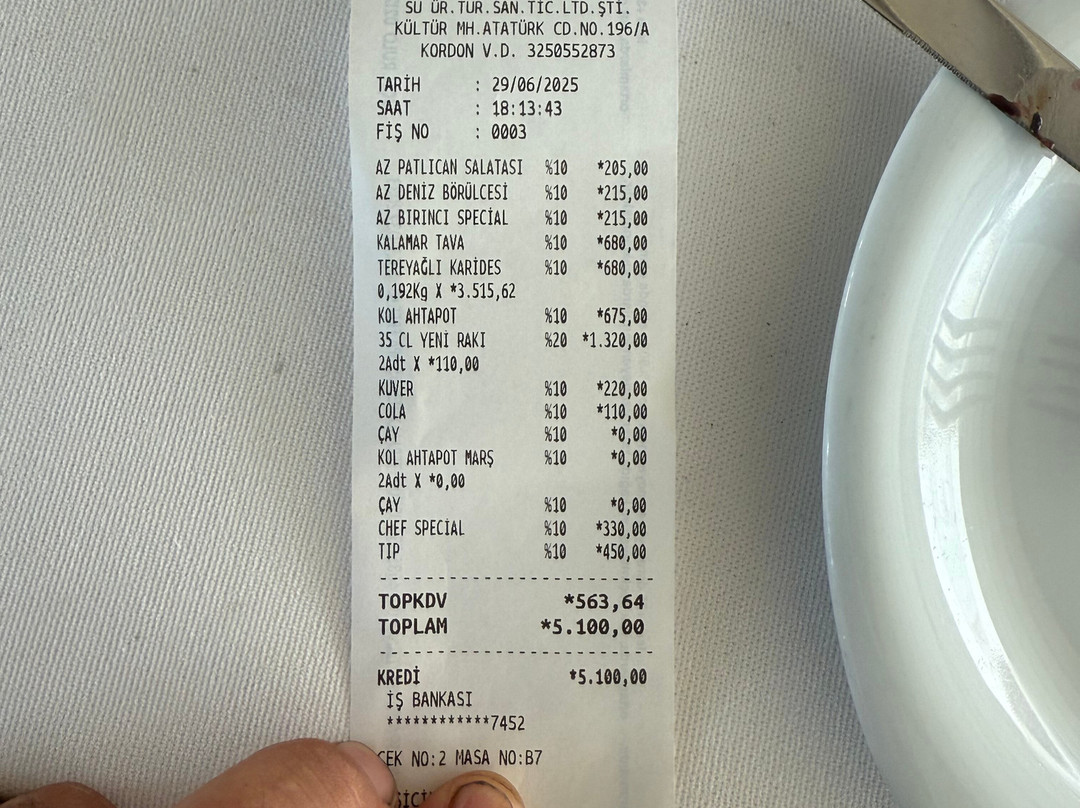 SU ÜR.TUR.SAN.TİC.LTD.ŞTİ.
KÜLTÜR MH.ATATÜRK CD.NO.196/A
KORDON V.D. 3250552873
TARİH : 29/06/2025
SAAT : 18:13:43
FİŞ NO : 0003
AZ PATLICAN SALATASI %10 *205,00
AZ DENİZ BÖRÜLCESİ %10 *215,00
AZ BIRINCI SPECİAL %10 *215,00
KALAMAR TAVA %10 *680,00
TEREYAĞLI KARİDES %10 *680,00
0,192Kg X *3.515,62
KOL AHTAPOT %10 *675,00
35 CL YENİ RAKI %20 *1.320,00
2Adt X *110,00
KUVER %10 *220,00
COLA %10 *110,00
ÇAY %10 *0,00
KOL AHTAPOT MARŞ %10 *0,00
2Adt X *0,00
ÇAY %10 *0,00
CHEF SPECİAL %10 *330,00
TIP %10 *450,00
TOPKDV *563,64
TOPLAM *5.100,00
KREDİ *5.100,00
İŞ BANKASI
************7452
ÇEK NO:2 MASA NO:B7